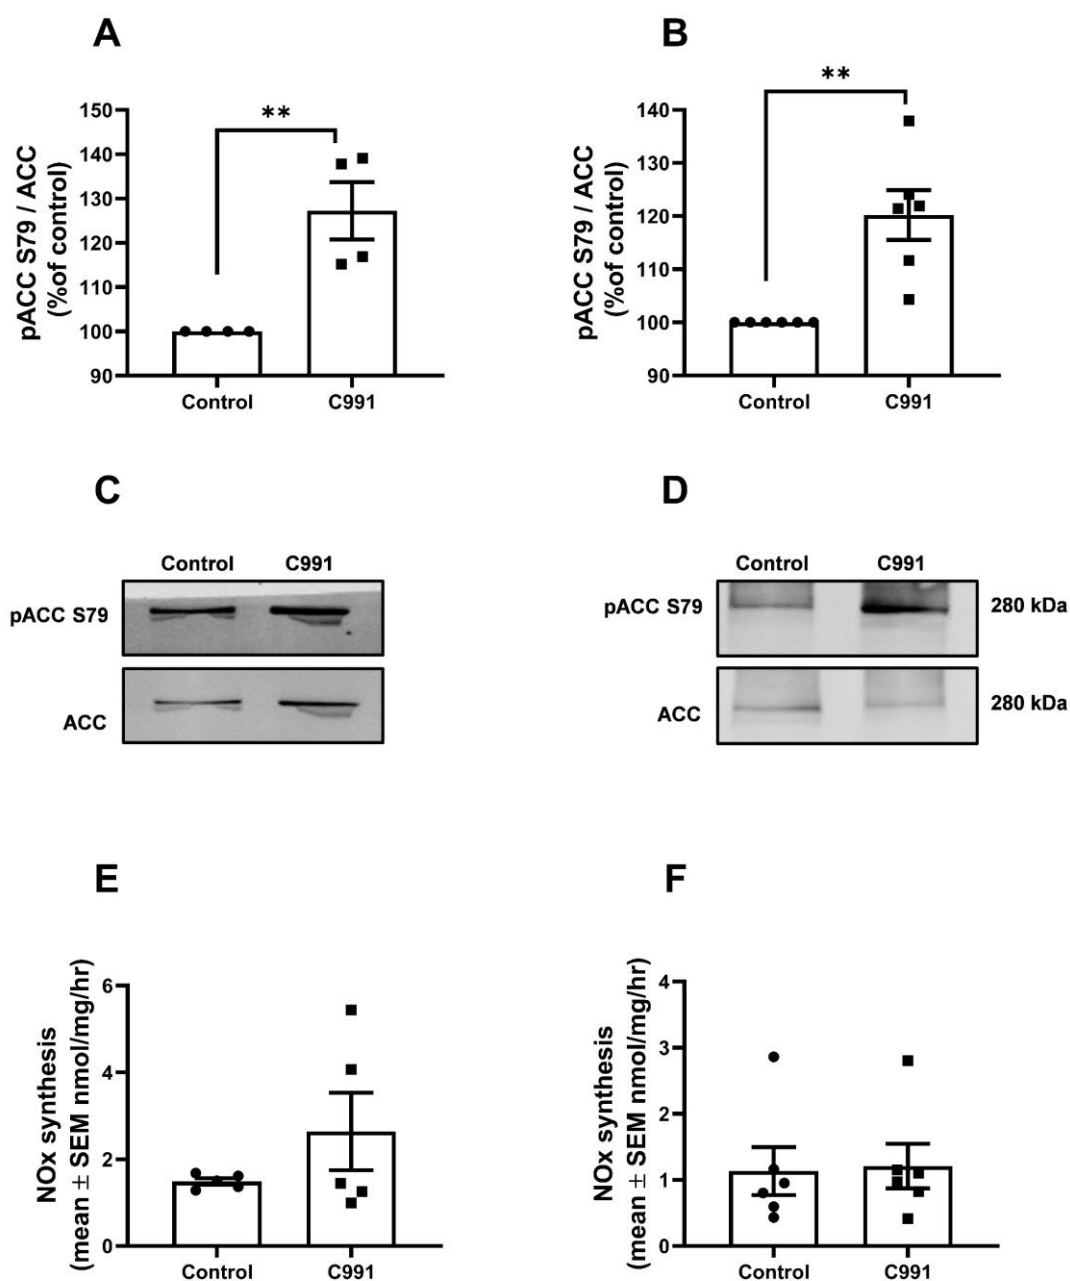 A
B
**
**
150
140
130
120
110
100
90
pACC S79 / ACC
(%of control)
Control
C991
140
130
120
110
100
90
pACC S79 / ACC
(%of control)
Control
C991
C
D
Control
C991
pACC S79
ACC
Control
C991
pACC S79
280 kDa
ACC
280 kDa
E
F
6
4
2
0
NOx synthesis
(mean ± SEM nmol/mg/hr)
Control
C991
4
3
2
1
0
NOx synthesis
(mean ± SEM nmol/mg/hr)
Control
C991